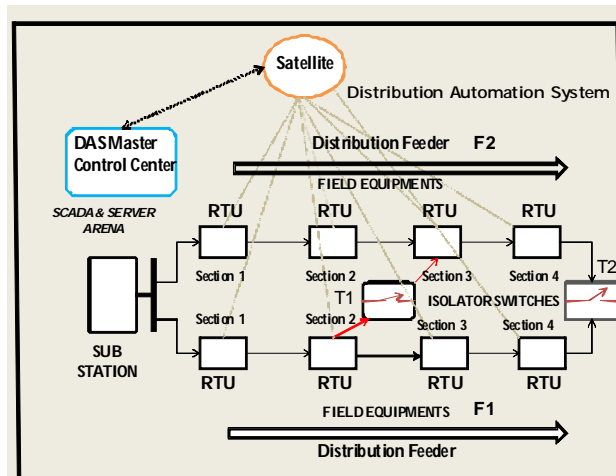 Satellite
Distribution Automation System
DAS Master
Control Center
Distribution Feeder F2
FIELD EQUIPMENTS
SCADA & SERVER
ARENA
RTU RTU RTU RTU
Section 1 Section 2 Section 3 Section 4
T1 T2
ISOLATOR SWITCHES
Section 1 Section 2 Section 3 Section 4
SUB
STATION
RTU RTU RTU RTU
FIELD EQUIPMENTS F1
Distribution Feeder